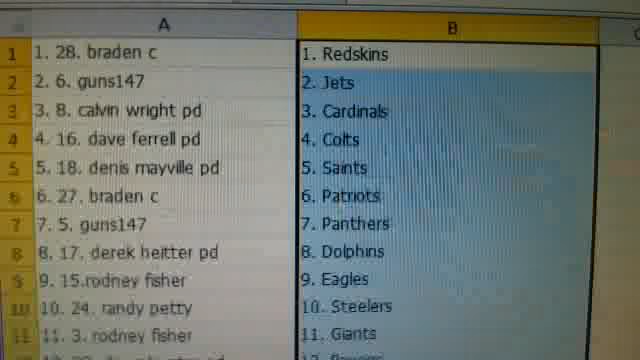 A B
1 1. 28. braden c 1. Redskins
2 2. 6. guns147 2. Jets
3 3. 8. calvin wright pd 3. Cardinals
4 4. 16. dave ferrell pd 4. Colts
5 5. 18. denis mayville pd 5. Saints
6 6. 27. braden c 6. Patriots
7 7. 5. guns147 7. Panthers
8 8. 17. derek heitter pd 8. Dolphins
9 9. 15.rodney fisher 9. Eagles
10 10. 24. randy petty 10. Steelers
11 11. 3. rodney fisher 11. Giants